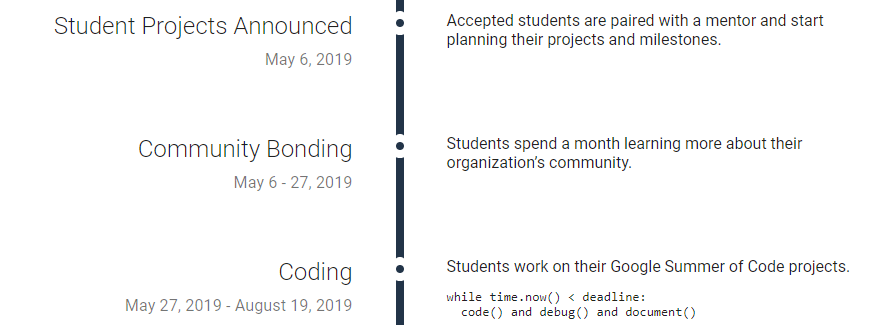 Student Projects Announced
May 6, 2019
Accepted students are paired with a mentor and start
planning their projects and milestones.
Community Bonding
May 6 - 27, 2019
Students spend a month learning more about their
organization’s community.
Coding
May 27, 2019 - August 19, 2019
Students work on their Google Summer of Code projects.
while time.now() < deadline:
  code() and debug() and document()